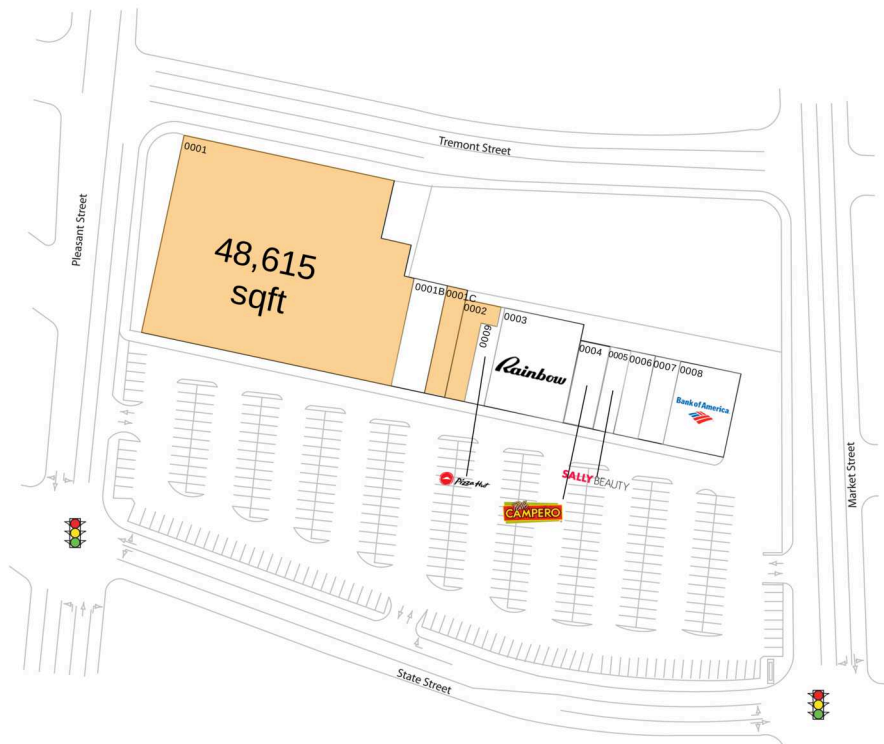 Tremont Street
0001
Pleasant Street
48,615
sqft
0001B
0001C
0002
0003
0009
0004
0005
0006
0007
0008
Rainbow
Bank of America
Pizza Hut
SALLY BEAUTY
Pollo
CAMPERO
Market Street
State Street